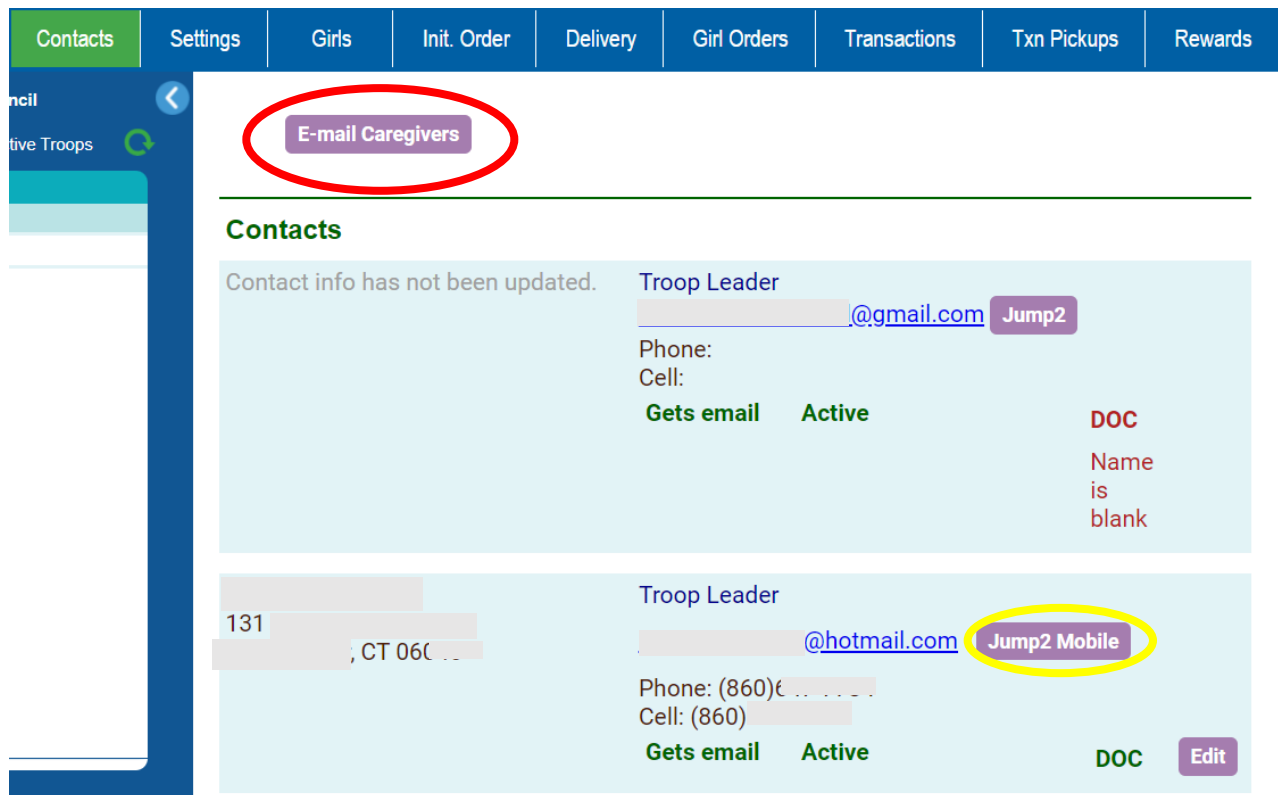 Contacts Settings Girls Init. Order Delivery Girl Orders Transactions Txn Pickups Rewards
ncil
tive Troops
E-mail Caregivers
Contacts
Contact info has not been updated. Troop Leader
@gmail.com Jump2
Phone:
Cell:
Gets email Active DOC
Name
is
blank
Troop Leader
131
@hotmail.com Jump2 Mobile
, CT
Phone: (860)
Cell: (860)
Gets email Active DOC Edit